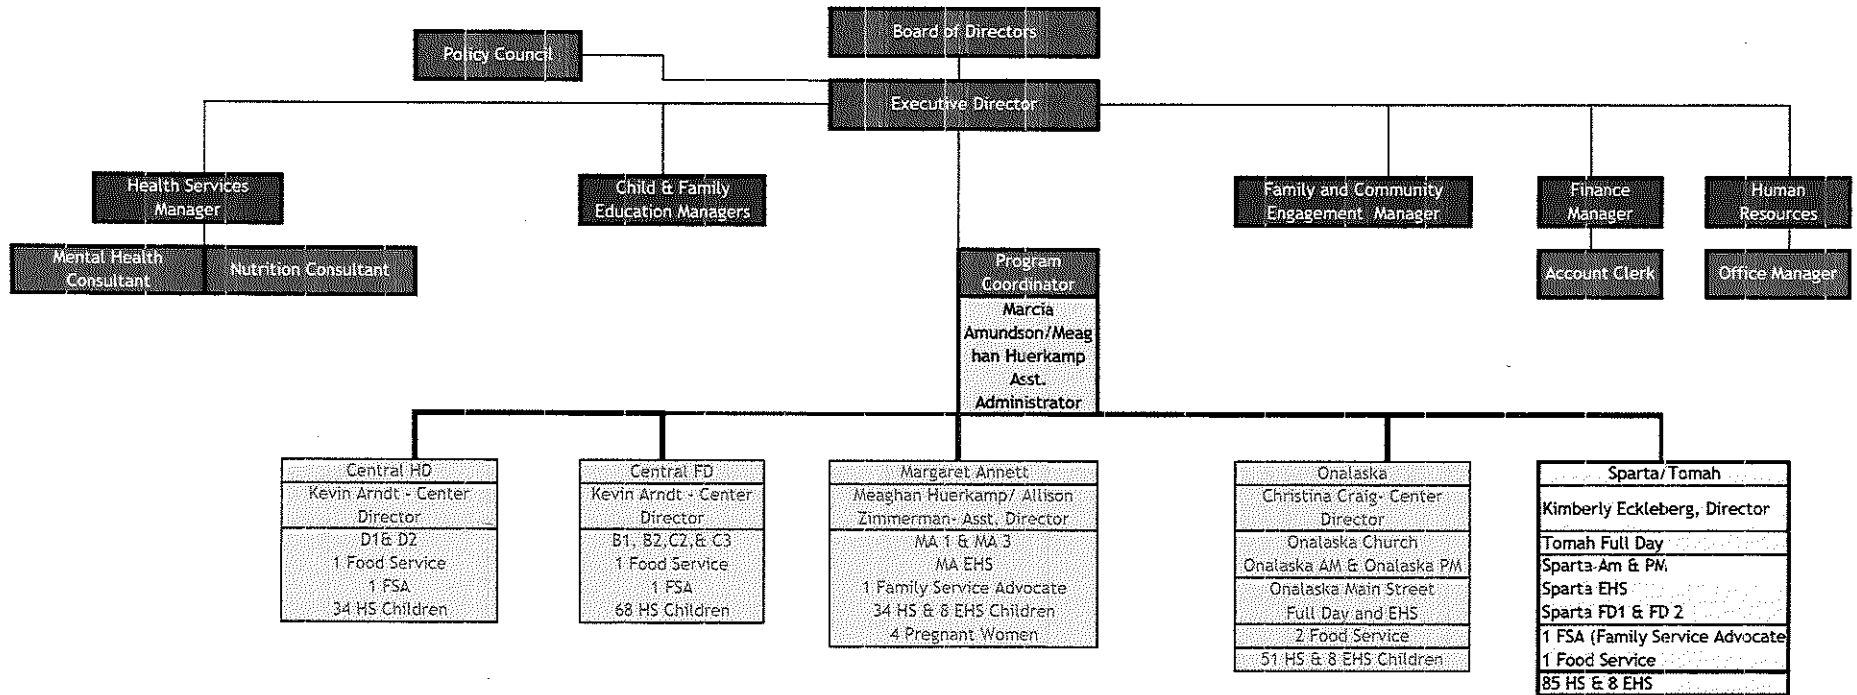 Board of Directors
Policy Council
Executive Director
Health Services
Manager
Child & Family
Education Managers
Family and Community
Engagement Manager
Finance
Manager
Human
Resources
Mental Health
Consultant
Nutrition Consultant
Program
Coordinator
Marcia
Amundson/Meag
han Huerkamp
Asst.
Administrator
Account Clerk
Office Manager
Central HD
Kevin Arndt - Center
Director
D1& D2
1 Food Service
1 FSA
34 HS Children
Central FD
Kevin Arndt - Center
Director
B1, B2,C2,& C3
1 Food Service
1 FSA
68 HS Children
Margaret Annett
Meaghan Huerkamp/ Allison
Zimmerman- Asst. Director
MA 1 & MA 3
MA EHS
1 Family Service Advocate
34 HS & 8 EHS Children
4 Pregnant Women
Onalaska
Christina Craig- Center
Director
Onalaska Church
Onalaska AM & Onalaska PM
Onalaska Main Street
Full Day and EHS
2 Food Service
51 HS & 8 EHS Children
Sparta/Tomah
Kimberly Eckleberg, Director
Tomah Full Day
Sparta Am & PM
Sparta EHS
Sparta FD1 & FD 2
1 FSA (Family Service Advocate
1 Food Service
85 HS & 8 EHS